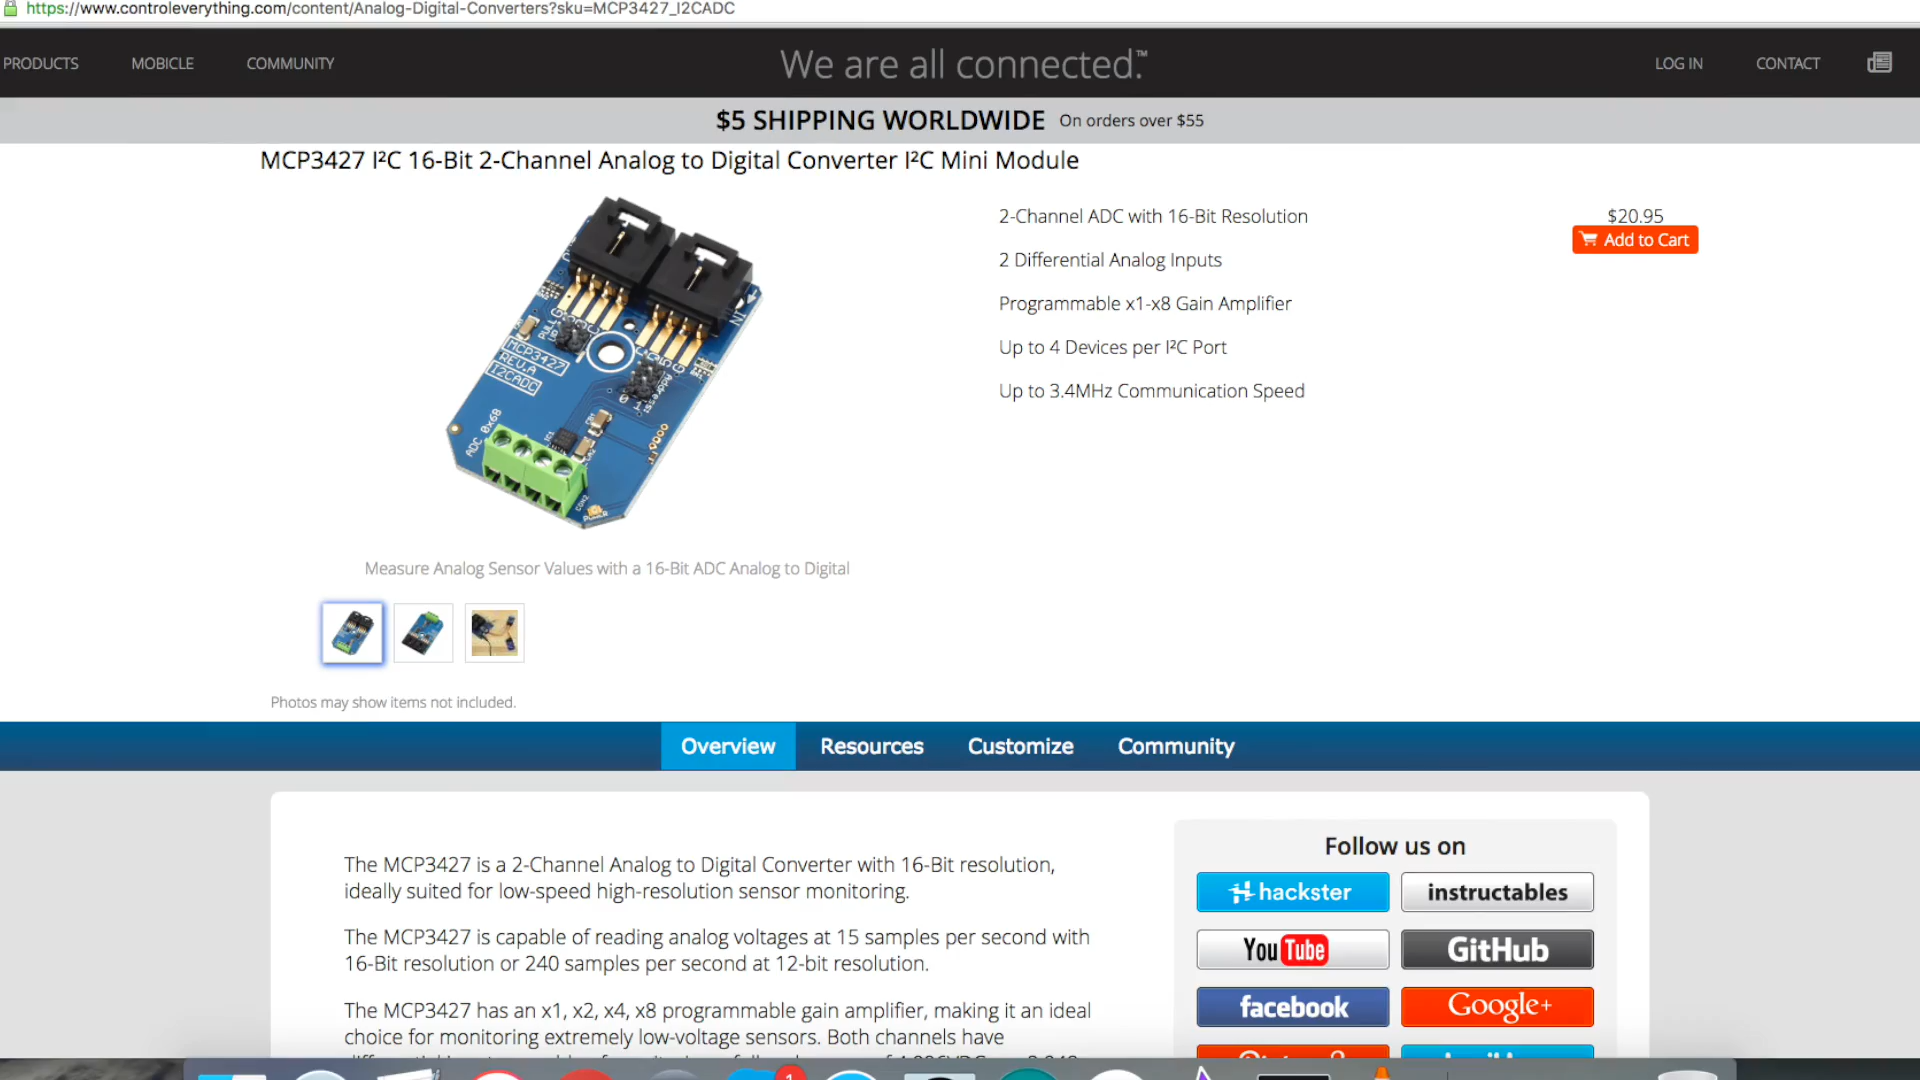 https://www.controleverything.com/content/Analog-Digital-Converters?sku=MCP3427_I2CADC
PRODUCTS
MOBICLE
COMMUNITY
We are all connected.™
LOG IN
CONTACT
$5 SHIPPING WORLDWIDE On orders over $55
MCP3427 I²C 16-Bit 2-Channel Analog to Digital Converter I²C Mini Module
2-Channel ADC with 16-Bit Resolution
2 Differential Analog Inputs
Programmable x1-x8 Gain Amplifier
Up to 4 Devices per I²C Port
Up to 3.4MHz Communication Speed
$20.95
Add to Cart
MCP3427
REV.A
I2CADC
ADC 0x68
Measure Analog Sensor Values with a 16-Bit ADC Analog to Digital
Photos may show items not included.
Overview
Resources
Customize
Community
The MCP3427 is a 2-Channel Analog to Digital Converter with 16-Bit resolution,
ideally suited for low-speed high-resolution sensor monitoring.
The MCP3427 is capable of reading analog voltages at 15 samples per second with
16-Bit resolution or 240 samples per second at 12-bit resolution.
The MCP3427 has an x1, x2, x4, x8 programmable gain amplifier, making it an ideal
choice for monitoring extremely low-voltage sensors. Both channels have
Follow us on
hackster
instructables
YouTube
GitHub
facebook
Google+
1